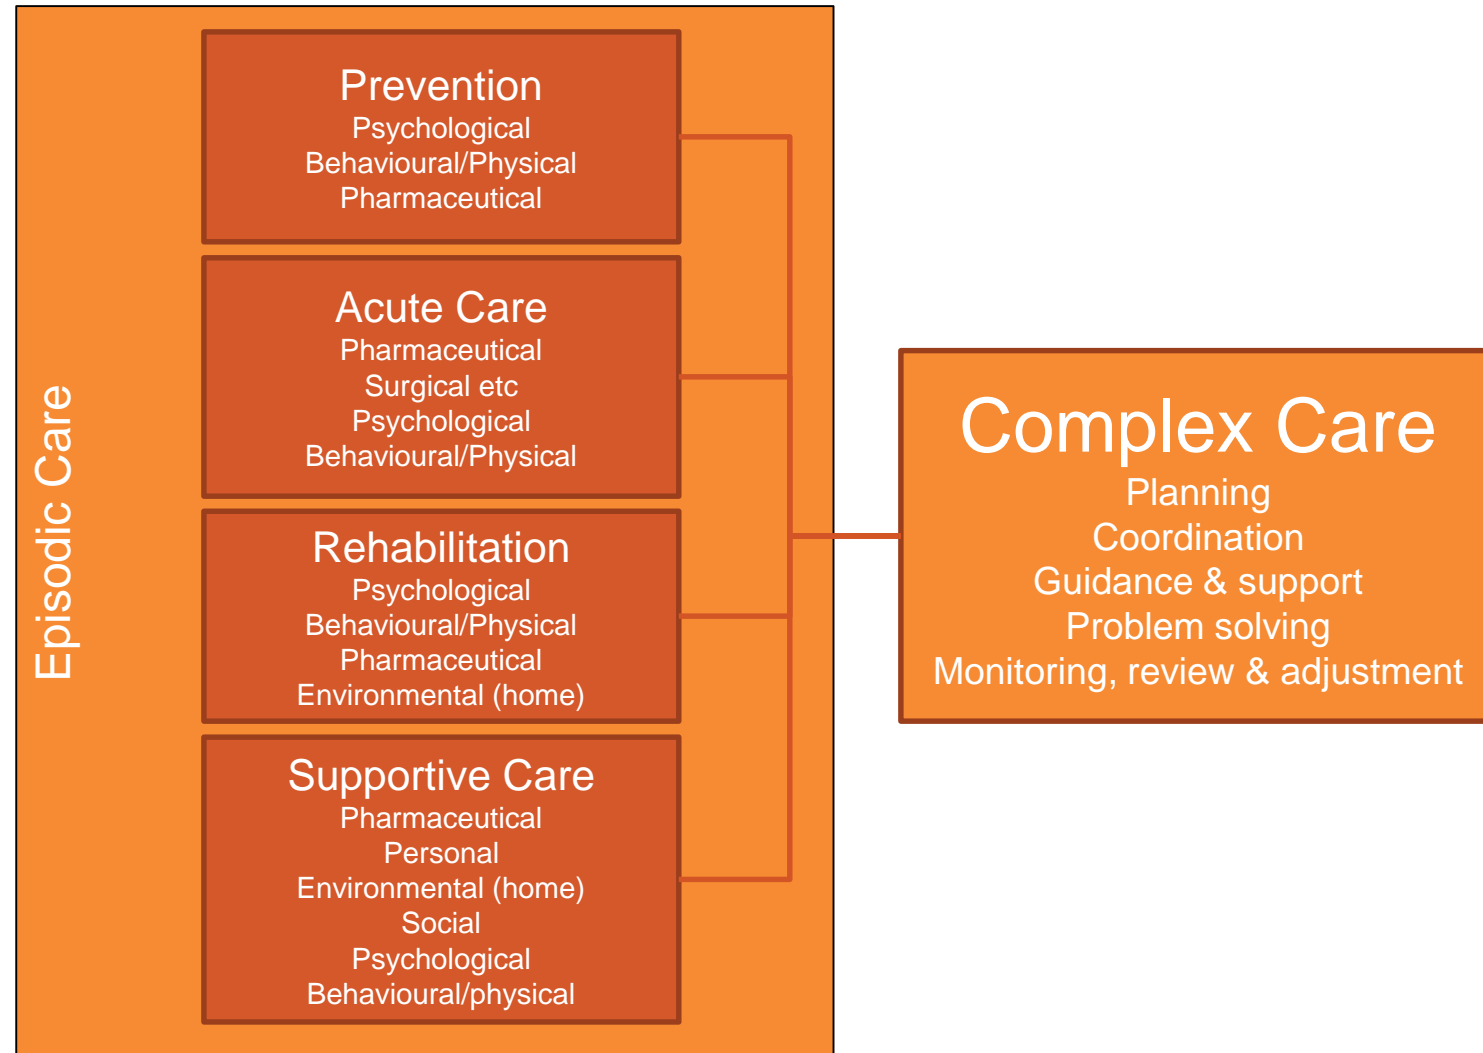 Episodic Care
Prevention
Psychological
Behavioural/Physical
Pharmaceutical
Acute Care
Pharmaceutical
Surgical etc
Psychological
Behavioural/Physical
Rehabilitation
Psychological
Behavioural/Physical
Pharmaceutical
Environmental (home)
Supportive Care
Pharmaceutical
Personal
Environmental (home)
Social
Psychological
Behavioural/physical
Complex Care
Planning
Coordination
Guidance & support
Problem solving
Monitoring, review & adjustment